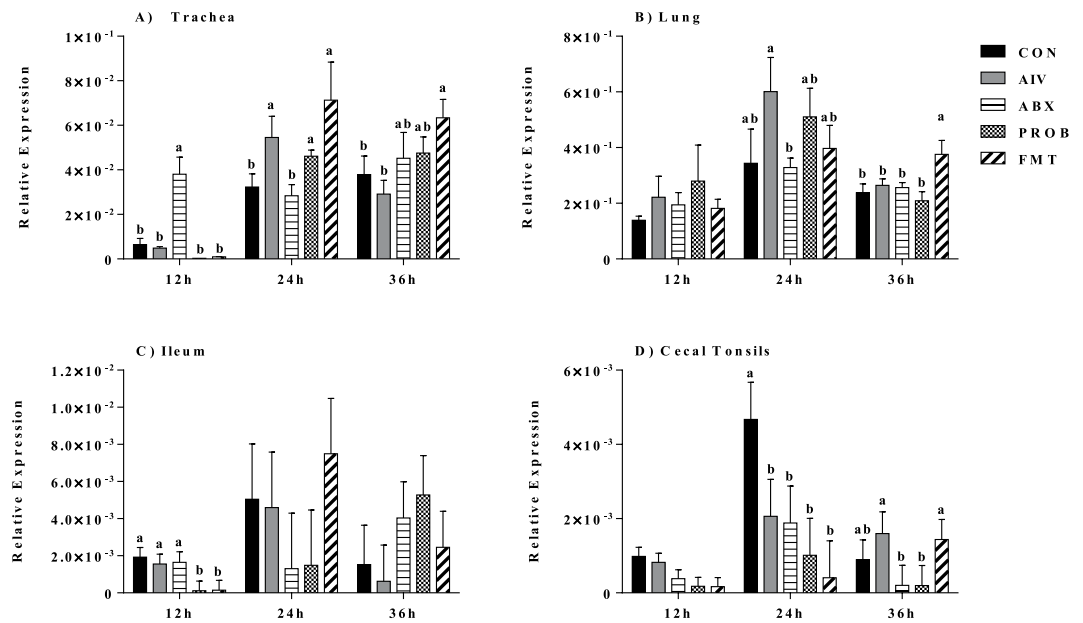 A) Trachea
1×10⁻¹
8×10⁻²
6×10⁻²
4×10⁻²
2×10⁻²
0
Relative Expression
b b a b b
b a b a a
b b ab ab a
12h 24h 36h
B) Lung
8×10⁻¹
6×10⁻¹
4×10⁻¹
2×10⁻¹
0
Relative Expression
ab a b ab ab
b b b b a
12h 24h 36h
CON
AIV
ABX
PROB
FMT
C) Ileum
1.2×10⁻²
1.0×10⁻²
8.0×10⁻³
6.0×10⁻³
4.0×10⁻³
2.0×10⁻³
0
Relative Expression
a a a b b
12h 24h 36h
D) Cecal Tonsils
6×10⁻³
4×10⁻³
2×10⁻³
0
Relative Expression
a b b b b
ab a b b a
12h 24h 36h